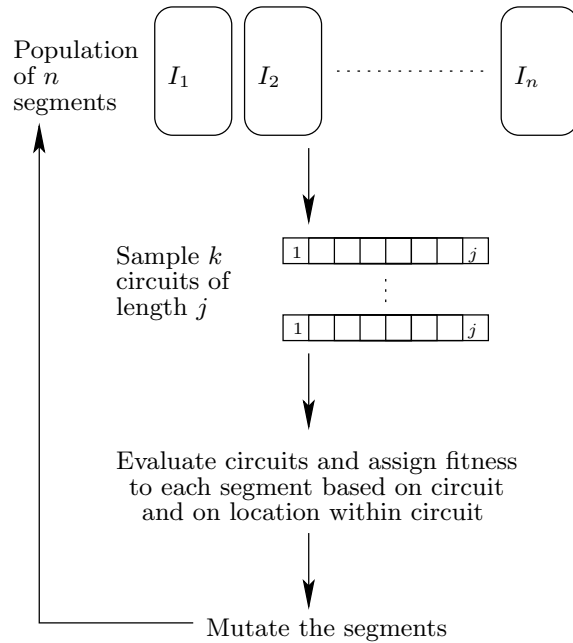 Population
of n
segments
I₁ I₂ ........................ Iₙ
Sample k
circuits of
length j
1 j
1 j
Evaluate circuits and assign fitness
to each segment based on circuit
and on location within circuit
Mutate the segments